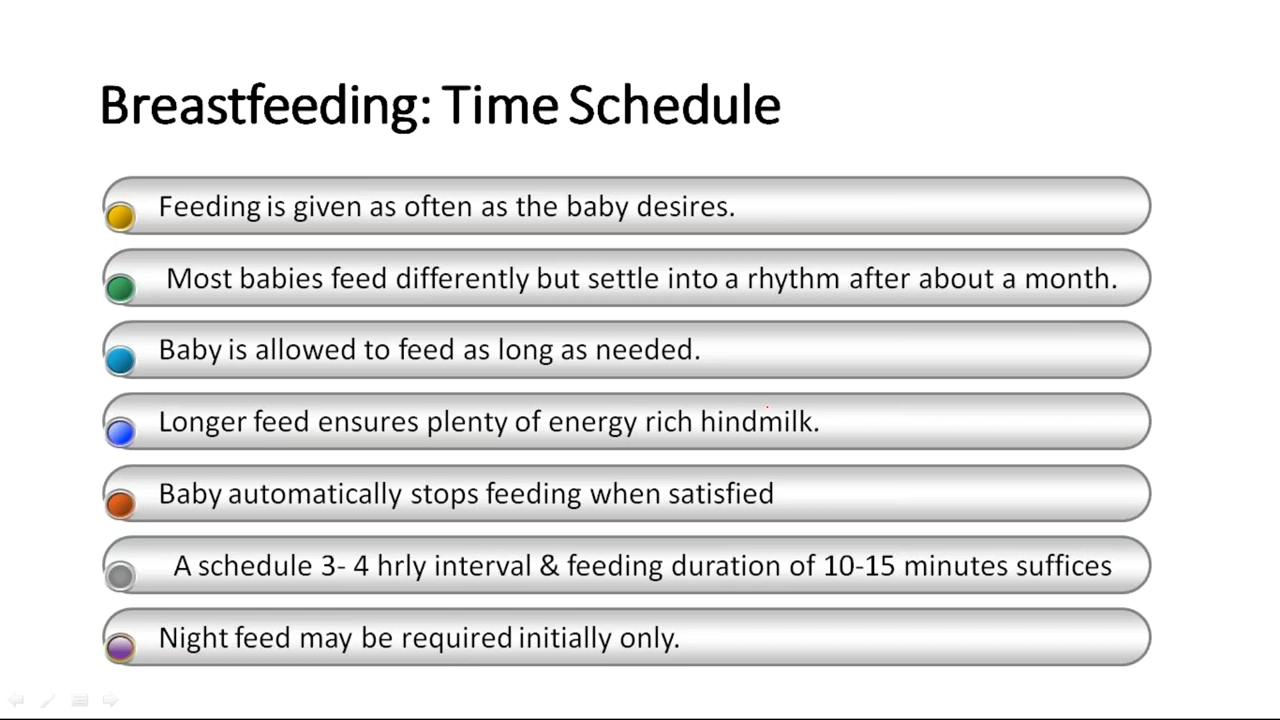 Breastfeeding: Time Schedule
Feeding is given as often as the baby desires.
Most babies feed differently but settle into a rhythm after about a month.
Baby is allowed to feed as long as needed.
Longer feed ensures plenty of energy rich hindmilk.
Baby automatically stops feeding when satisfied
A schedule 3- 4 hrly interval & feeding duration of 10-15 minutes suffices
Night feed may be required initially only.